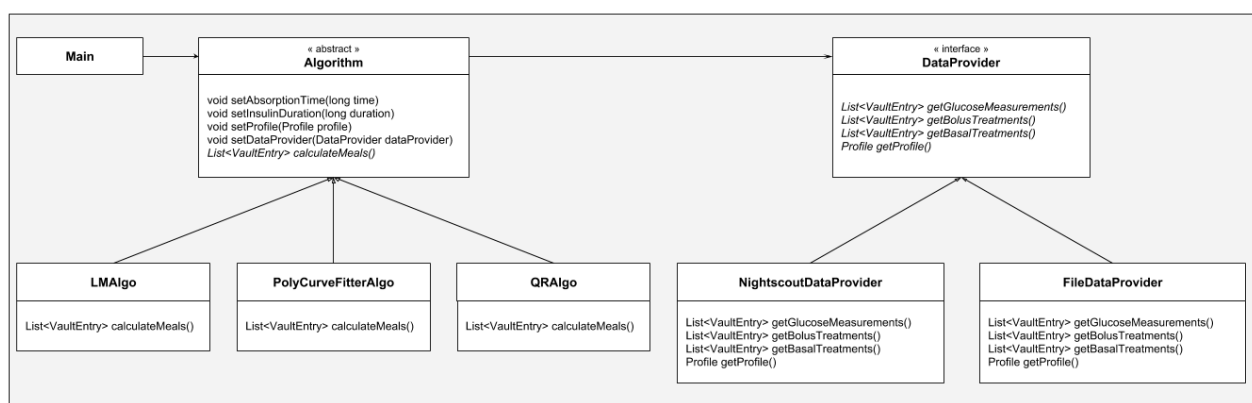 Main
« abstract »
Algorithm
void setAbsorptionTime(long time)
void setInsulinDuration(long duration)
void setProfile(Profile profile)
void setDataProvider(DataProvider dataProvider)
List<VaultEntry> calculateMeals()
« interface »
DataProvider
List<VaultEntry> getGlucoseMeasurements()
List<VaultEntry> getBolusTreatments()
List<VaultEntry> getBasalTreatments()
Profile getProfile()
LMAlgo
List<VaultEntry> calculateMeals()
PolyCurveFitterAlgo
List<VaultEntry> calculateMeals()
QRAlgo
List<VaultEntry> calculateMeals()
NightscoutDataProvider
List<VaultEntry> getGlucoseMeasurements()
List<VaultEntry> getBolusTreatments()
List<VaultEntry> getBasalTreatments()
Profile getProfile()
FileDataProvider
List<VaultEntry> getGlucoseMeasurements()
List<VaultEntry> getBolusTreatments()
List<VaultEntry> getBasalTreatments()
Profile getProfile()